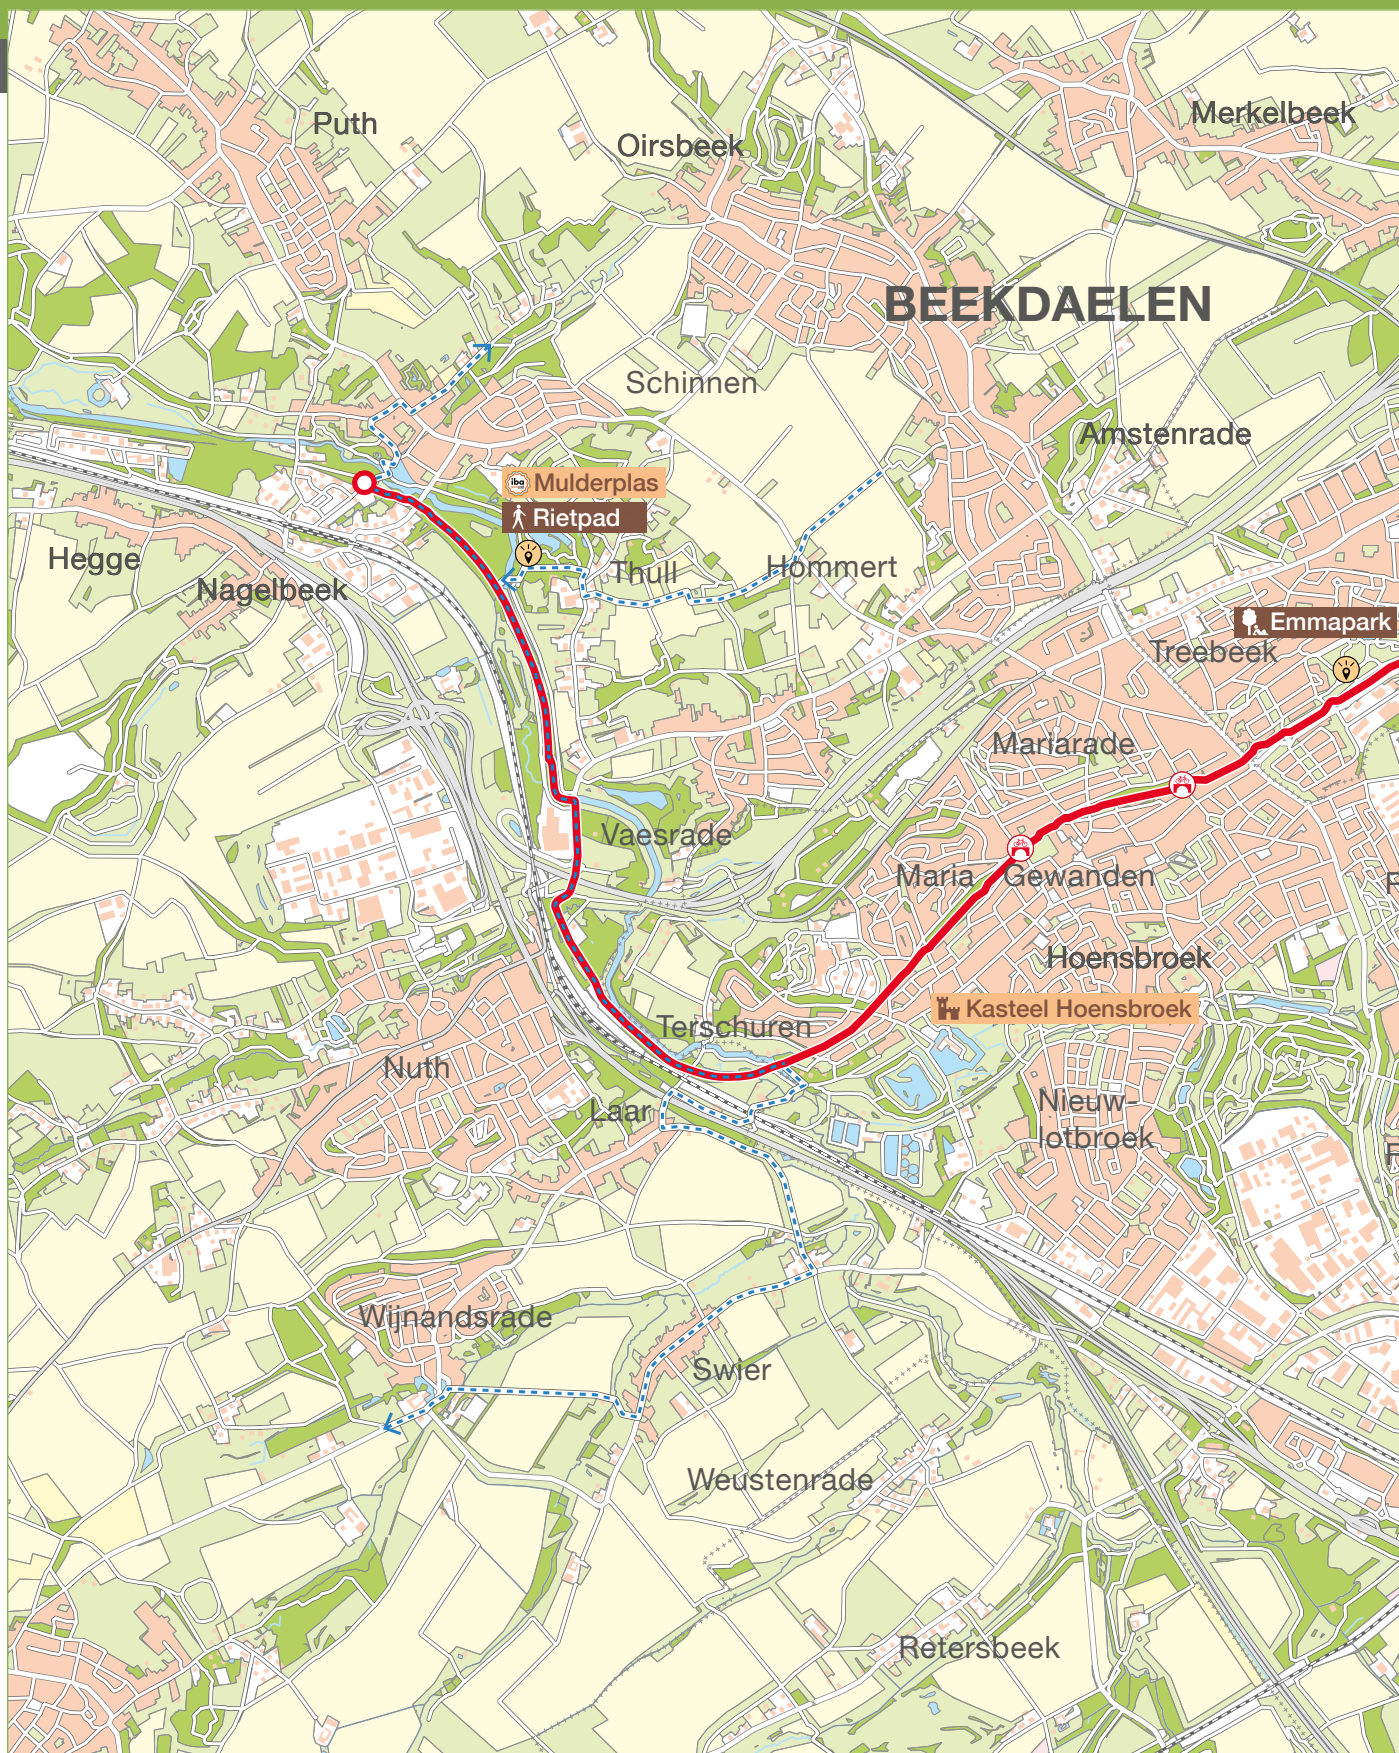 Puth
Oirsbeek
Merkelbeek
BEEKDAELEN
Schinnen
Amstenrade
iba
Mulderplas
Rietpad
Hegge
Nagelbeek
Thull
Hommert
Emmapark
Treebeek
Mariarade
Vaesrade
Maria Gewanden
Hoensbroek
Kasteel Hoensbroek
Terschuren
Nuth
Laar
Nieuw-
lotbroek
Wijnandsrade
Swier
Weustenrade
Retersbeek